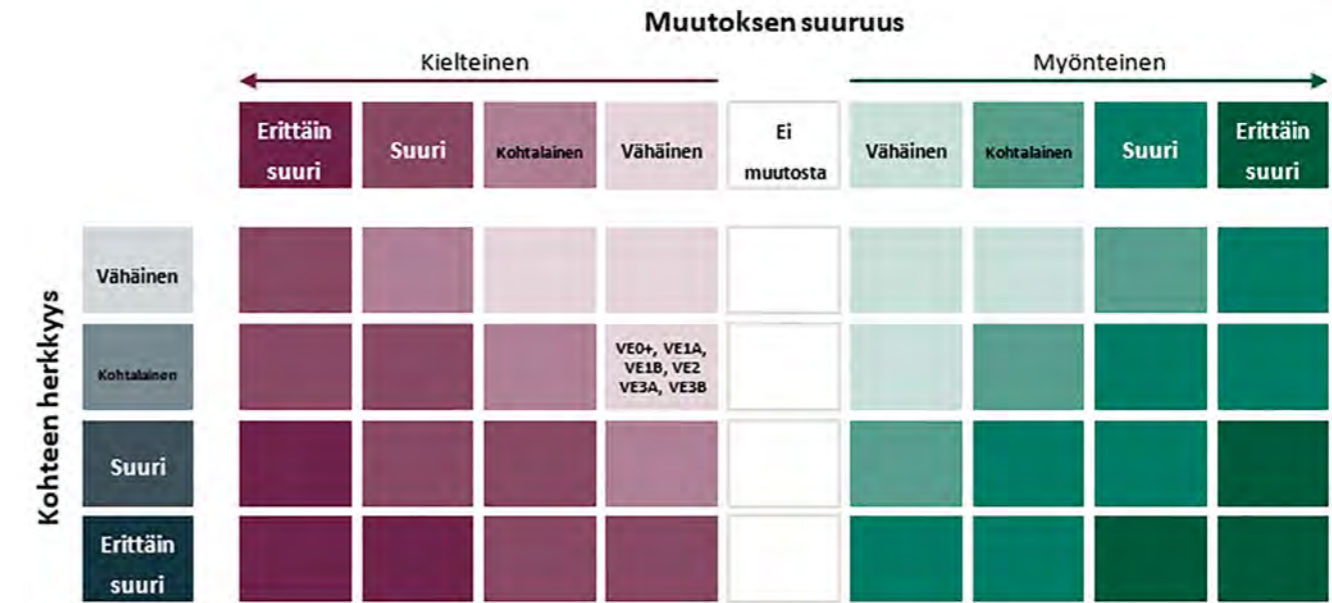 Muutoksen suuruus
Kielteinen
Myönteinen
Erittäin
suuri
Suuri
Kohtalainen
Vähäinen
Ei
muutosta
Vähäinen
Kohtalainen
Suuri
Erittäin
suuri
Kohteen herkkyys
Vähäinen
Kohtalainen
VE0+, VE1A,
VE1B, VE2
VE3A, VE3B
Suuri
Erittäin
suuri